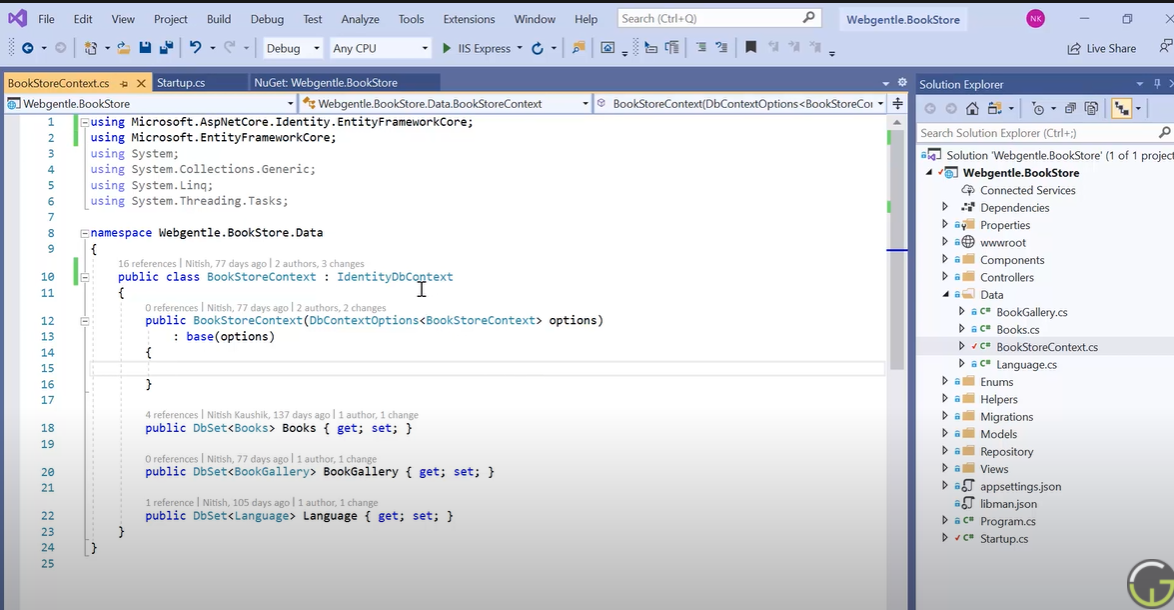 File Edit View Project Build Debug Test Analyze Tools Extensions Window Help Search (Ctrl+Q) Webgentle.BookStore NK
Debug Any CPU IIS Express Live Share
BookStoreContext.cs Startup.cs NuGet: Webgentle.BookStore
Webgentle.BookStore Webgentle.BookStore.Data.BookStoreContext BookStoreContext(DbContextOptions<BookStoreCo
1 using Microsoft.AspNetCore.Identity.EntityFrameworkCore;
2 using Microsoft.EntityFrameworkCore;
3 using System;
4 using System.Collections.Generic;
5 using System.Linq;
6 using System.Threading.Tasks;
7
8 namespace Webgentle.BookStore.Data
9 {
16 references | Nitish, 77 days ago | 2 authors, 3 changes
10 public class BookStoreContext : IdentityDbContext
11 {
0 references | Nitish, 77 days ago | 2 authors, 2 changes
12 public BookStoreContext(DbContextOptions<BookStoreContext> options)
13 : base(options)
14 {
15
16 }
17
4 references | Nitish Kaushik, 137 days ago | 1 author, 1 change
18 public DbSet<Books> Books { get; set; }
19
0 references | Nitish, 77 days ago | 1 author, 1 change
20 public DbSet<BookGallery> BookGallery { get; set; }
21
1 reference | Nitish, 105 days ago | 1 author, 1 change
22 public DbSet<Language> Language { get; set; }
23 }
24 }
25
Solution Explorer
Search Solution Explorer (Ctrl+;)
Solution 'Webgentle.BookStore' (1 of 1 project
Webgentle.BookStore
Connected Services
Dependencies
Properties
wwwroot
Components
Controllers
Data
BookGallery.cs
Books.cs
BookStoreContext.cs
Language.cs
Enums
Helpers
Migrations
Models
Repository
Views
appsettings.json
libman.json
Program.cs
Startup.cs